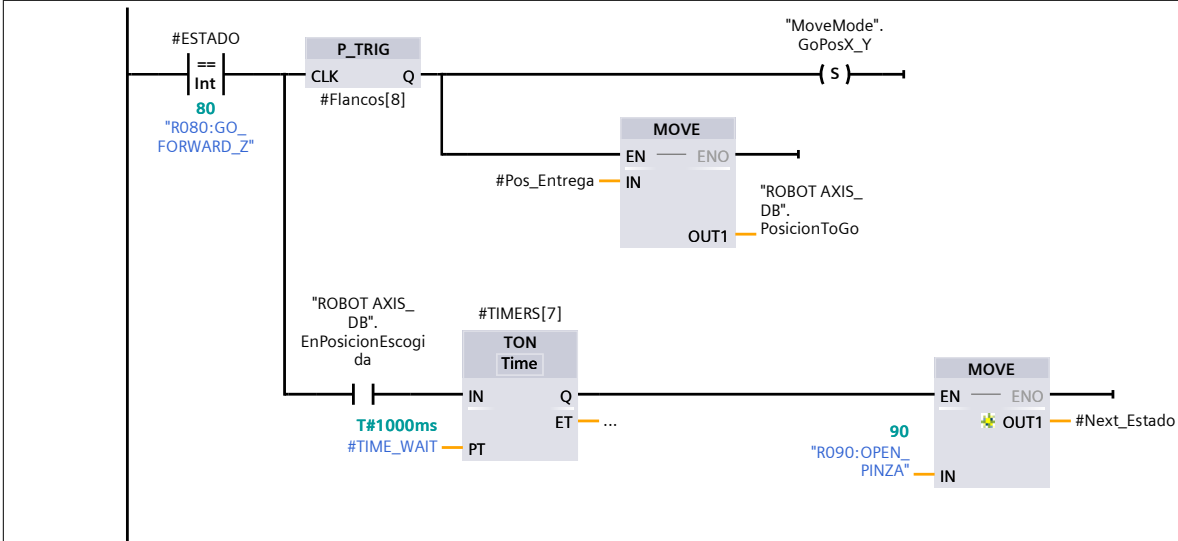 #ESTADO
==
Int
80
"R080:GO_
FORWARD_Z"
P_TRIG
CLK Q
#Flancos[8]
"MoveMode".
GoPosX_Y
S
MOVE
EN ENO
#Pos_Entrega IN
OUT1
"ROBOT AXIS_
DB".
PosicionToGo
"ROBOT AXIS_
DB".
EnPosicionEscogi
da
#TIMERS[7]
TON
Time
IN Q
ET ...
T#1000ms
#TIME_WAIT PT
MOVE
EN ENO
OUT1 #Next_Estado
90
"R090:OPEN_
PINZA" IN